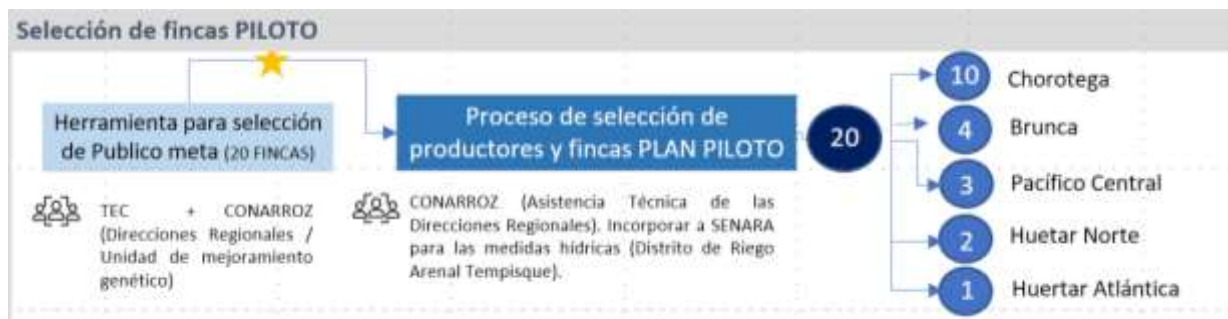 Selección de fincas PILOTO
Herramienta para selección
de Publico meta (20 FINCAS)
TEC + CONARROZ
(Direcciones Regionales /
Unidad de mejoramiento
genético)
Proceso de selección de
productores y fincas PLAN PILOTO
CONARROZ (Asistencia Técnica de las
Direcciones Regionales). Incorporar a SENARA
para las medidas hídricas (Distrito de Riego
Arenal Tempisque).
20
10 Chorotega
4 Brunca
3 Pacífico Central
2 Huetar Norte
1 Huertar Atlántica